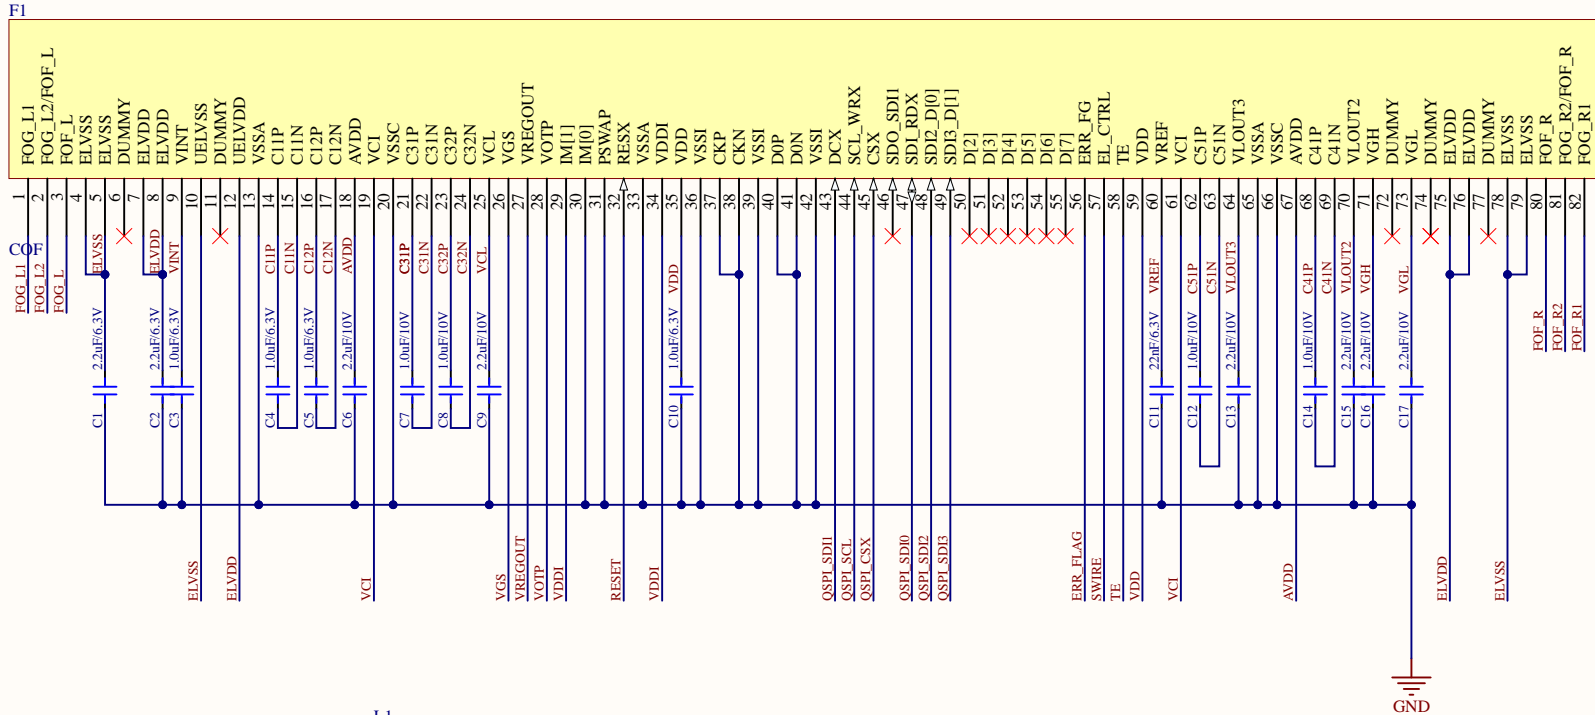 F1
FOG_L1
FOG_L2/FOF_L
FOF_L
ELVSS
ELVSS
DUMMY
ELVDD
ELVDD
VINT
UELVSS
DUMMY
UELVDD
VSSA
C11P
C11N
C12P
C12N
AVDD
VCI
VSSC
C31P
C31N
C32P
C32N
VCL
VGS
VREGOUT
VOTP
IM[1]
IM[0]
PSWAP
RESX
VSSA
VDDI
VDD
VSSI
CKP
CKN
VSSI
D0P
D0N
VSSI
DCX
SCL_WRX
CSX
SDO_SDI1
SDI_RDX
SDI2_D[0]
SDI3_D[1]
D[2]
D[3]
D[4]
D[5]
D[6]
D[7]
ERR_FG
EL_CTRL
TE
VDD
VREF
VCI
C51P
C51N
VLOUT3
VSSA
VSSC
AVDD
C41P
C41N
VLOUT2
VGH
DUMMY
VGL
DUMMY
ELVDD
ELVDD
DUMMY
ELVSS
ELVSS
FOF_R
FOG_R2/FOF_R
FOG_R1
1
2
3
4
5
6
7
8
9
10
11
12
13
14
15
16
17
18
19
20
21
22
23
24
25
26
27
28
29
30
31
32
33
34
35
36
37
38
39
40
41
42
43
44
45
46
47
48
49
50
51
52
53
54
55
56
57
58
59
60
61
62
63
64
65
66
67
68
69
70
71
72
73
74
75
76
77
78
79
80
81
82
COF
FOG_L1
FOG_L2
FOG_L
ELVSS
ELVDD
VINT
C11P
C11N
C12P
C12N
AVDD
C31P
C31N
C32P
C32N
VCL
VDD
VREF
C51P
C51N
VLOUT3
C41P
C41N
VLOUT2
VGH
VGL
FOF_R
FOF_R2
FOF_R1
2.2uF/6.3V
2.2uF/6.3V
1.0uF/6.3V
1.0uF/6.3V
1.0uF/6.3V
2.2uF/10V
1.0uF/10V
1.0uF/10V
2.2uF/10V
1.0uF/6.3V
22nF/6.3V
1.0uF/10V
2.2uF/10V
1.0uF/10V
2.2uF/10V
2.2uF/10V
2.2uF/10V
C1
C2
C3
C4
C5
C6
C7
C8
C9
C10
C11
C12
C13
C14
C15
C16
C17
ELVSS
ELVDD
VCI
VGS
VREGOUT
VOTP
VDDI
RESET
VDDI
QSPI_SDI1
QSPI_SCL
QSPI_CSX
QSPI_SDI0
QSPI_SDI2
QSPI_SDI3
ERR_FLAG
SWIRE
TE
VDD
VCI
AVDD
ELVDD
ELVSS
GND